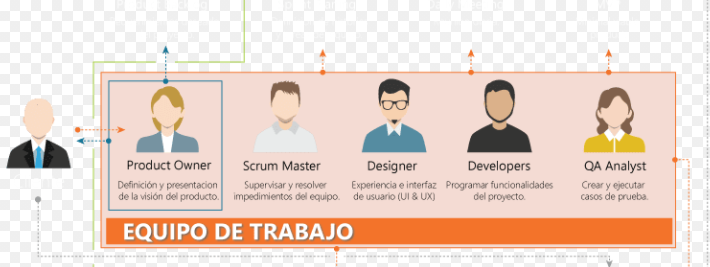 Product Owner
Definición y presentacion
de la visión del producto.
Scrum Master
Supervisar y resolver
impedimentos del equipo.
Designer
Experiencia e interfaz
de usuario (UI & UX)
Developers
Programar funcionalidades
del proyecto.
QA Analyst
Crear y ejecutar
casos de prueba.
EQUIPO DE TRABAJO